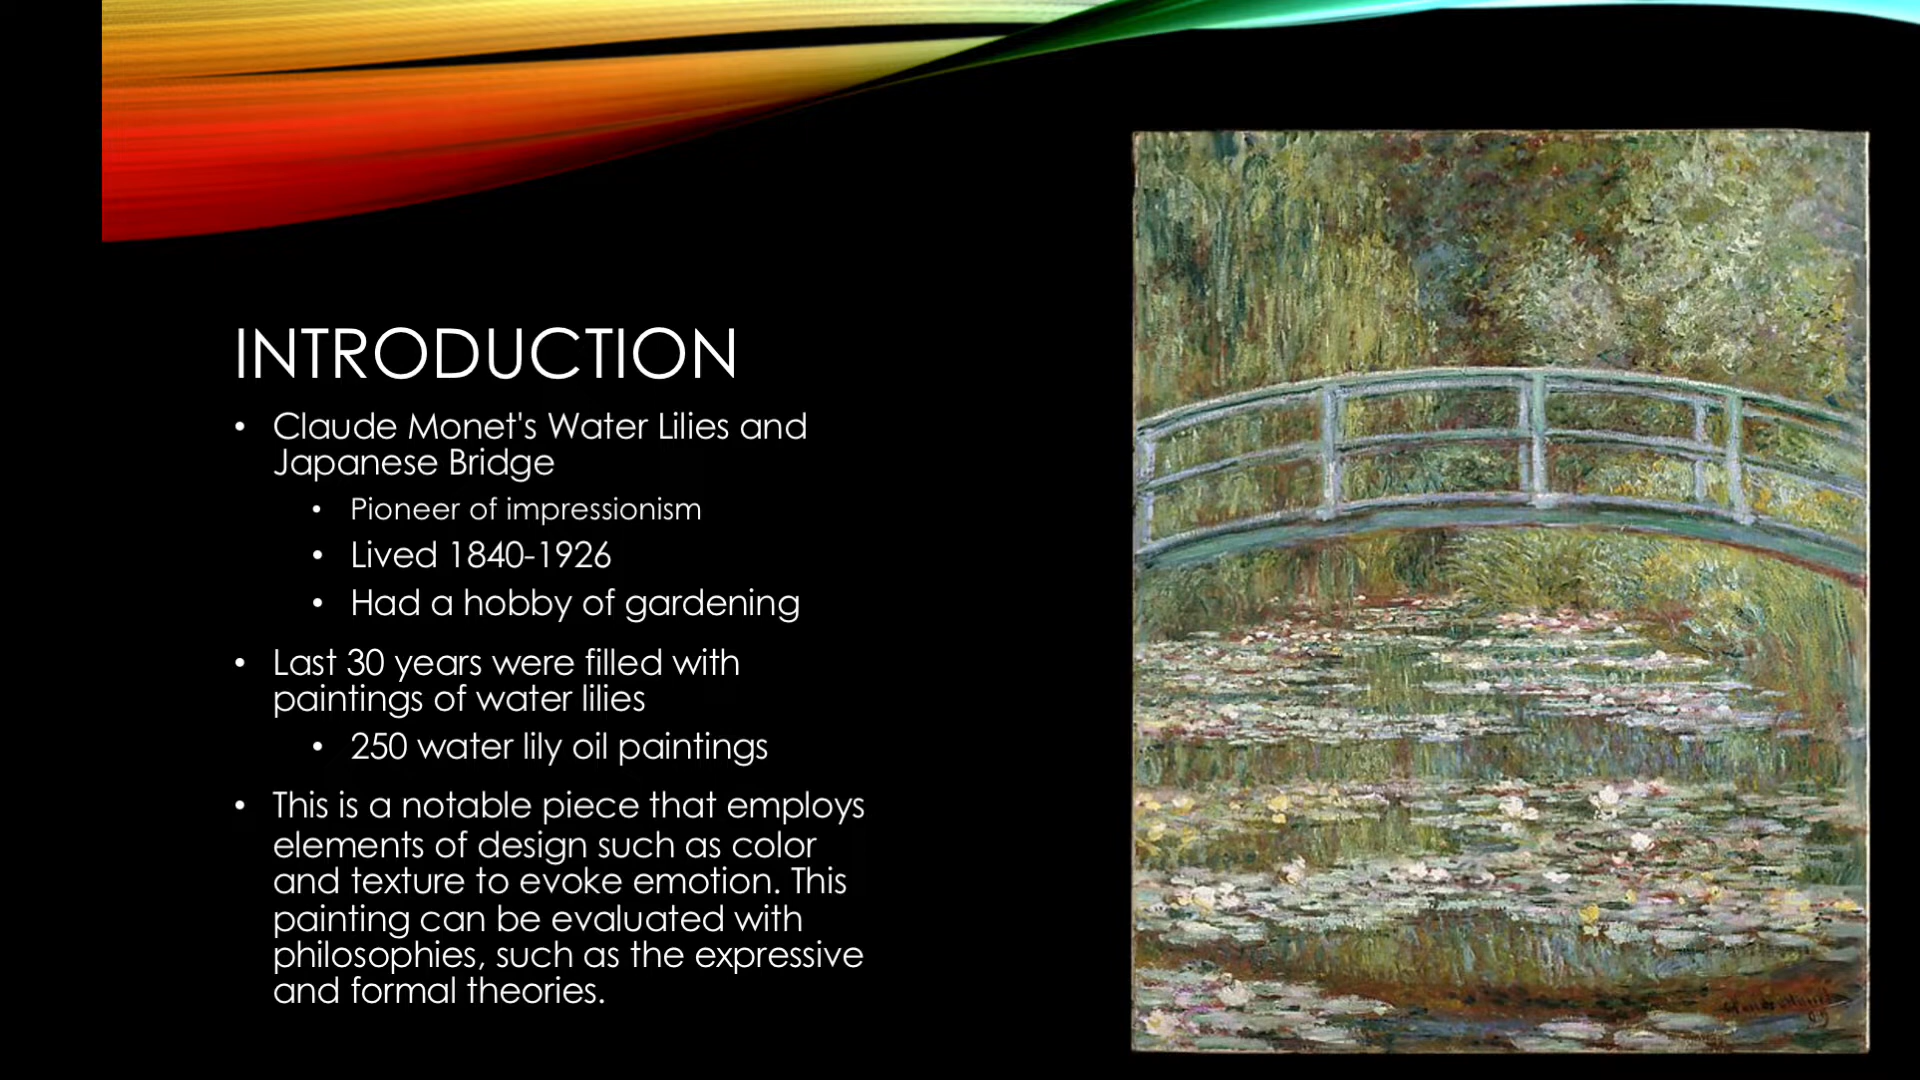 INTRODUCTION
• Claude Monet's Water Lilies and
Japanese Bridge
• Pioneer of impressionism
• Lived 1840-1926
• Had a hobby of gardening
• Last 30 years were filled with
paintings of water lilies
• 250 water lily oil paintings
• This is a notable piece that employs
elements of design such as color
and texture to evoke emotion. This
painting can be evaluated with
philosophies, such as the expressive
and formal theories.
Claude Monet